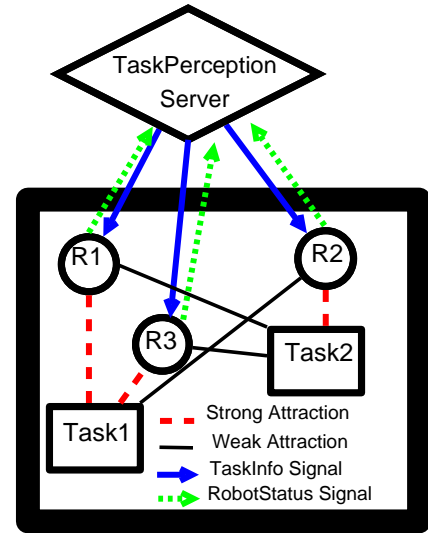 TaskPerception
Server
R1
R2
R3
Task2
Task1
Strong Attraction
Weak Attraction
TaskInfo Signal
RobotStatus Signal